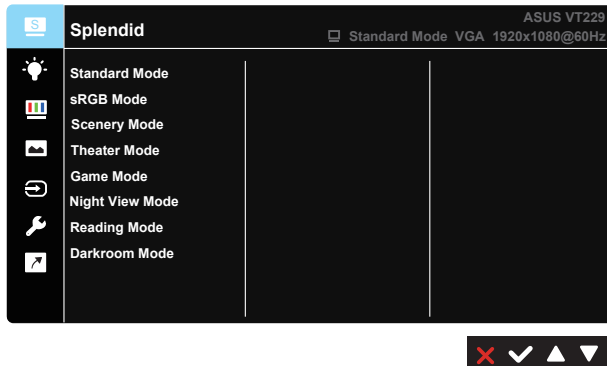 S
Splendid
ASUS VT229
Standard Mode VGA 1920x1080@60Hz
Standard Mode
sRGB Mode
Scenery Mode
Theater Mode
Game Mode
Night View Mode
Reading Mode
Darkroom Mode